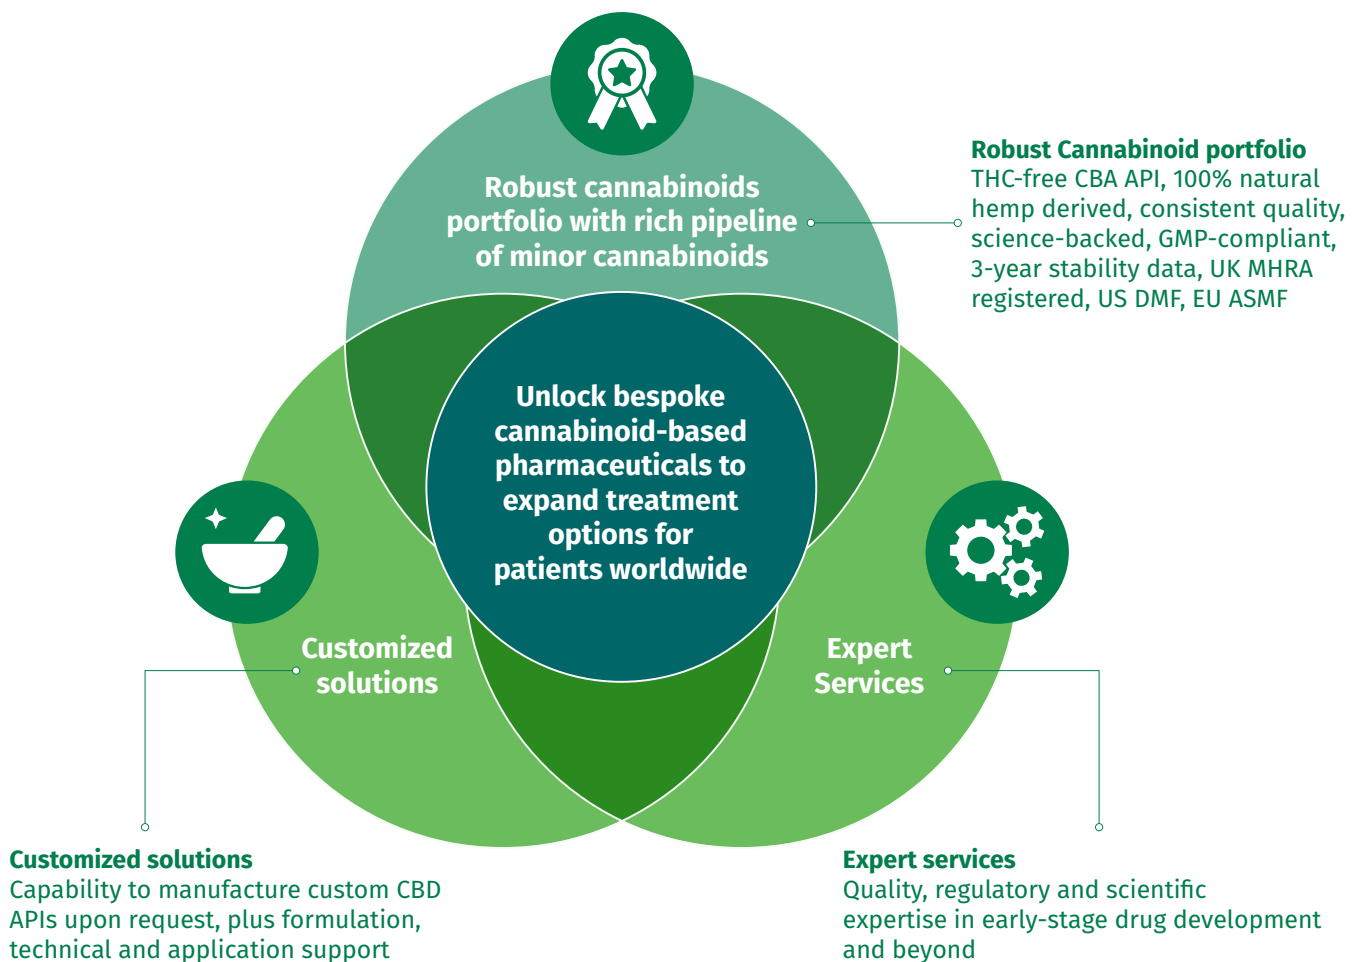 Robust cannabinoids
portfolio with rich pipeline
of minor cannabinoids
Robust Cannabinoid portfolio
THC-free CBA API, 100% natural
hemp derived, consistent quality,
science-backed, GMP-compliant,
3-year stability data, UK MHRA
registered, US DMF, EU ASMF
Unlock bespoke
cannabinoid-based
pharmaceuticals to
expand treatment
options for
patients worldwide
Customized
solutions
Expert
Services
Customized solutions
Capability to manufacture custom CBD
APIs upon request, plus formulation,
technical and application support
Expert services
Quality, regulatory and scientific
expertise in early-stage drug development
and beyond